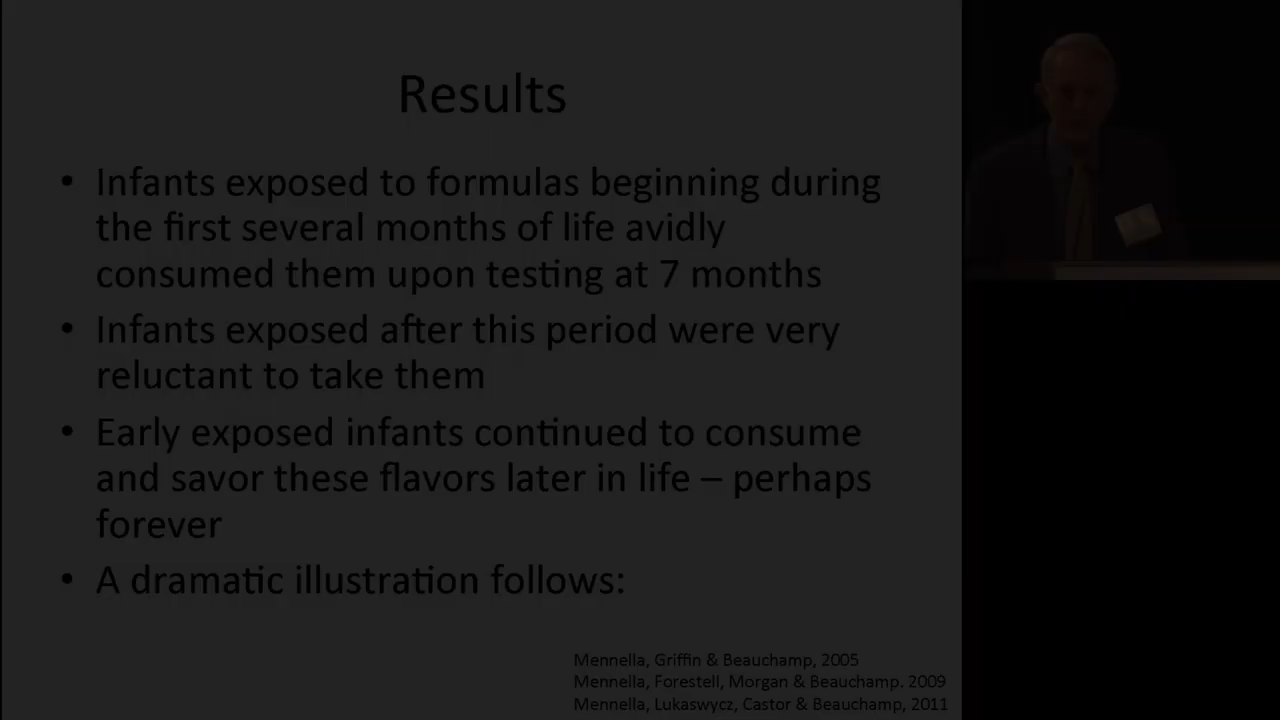 Results
• Infants exposed to formulas beginning during
the first several months of life avidly
consumed them upon testing at 7 months
• Infants exposed after this period were very
reluctant to take them
• Early exposed infants continued to consume
and savor these flavors later in life – perhaps
forever
• A dramatic illustration follows:
Mennella, Griffin & Beauchamp, 2005
Mennella, Forestell, Morgan & Beauchamp. 2009
Mennella, Lukaswycz, Castor & Beauchamp, 2011